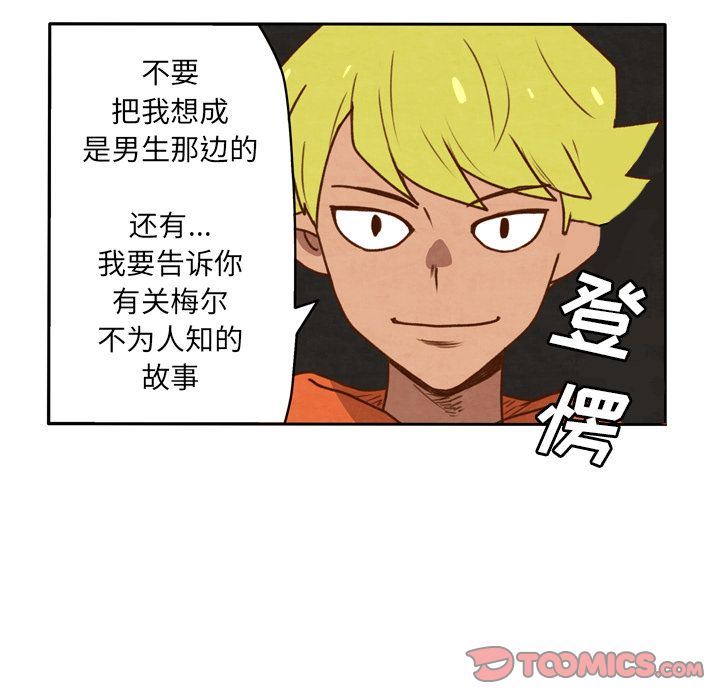 不要
把我想成
是男生那边的
还有...
我要告诉你
有关梅尔
不为人知的
故事
登
愣
TOOMICS.COM